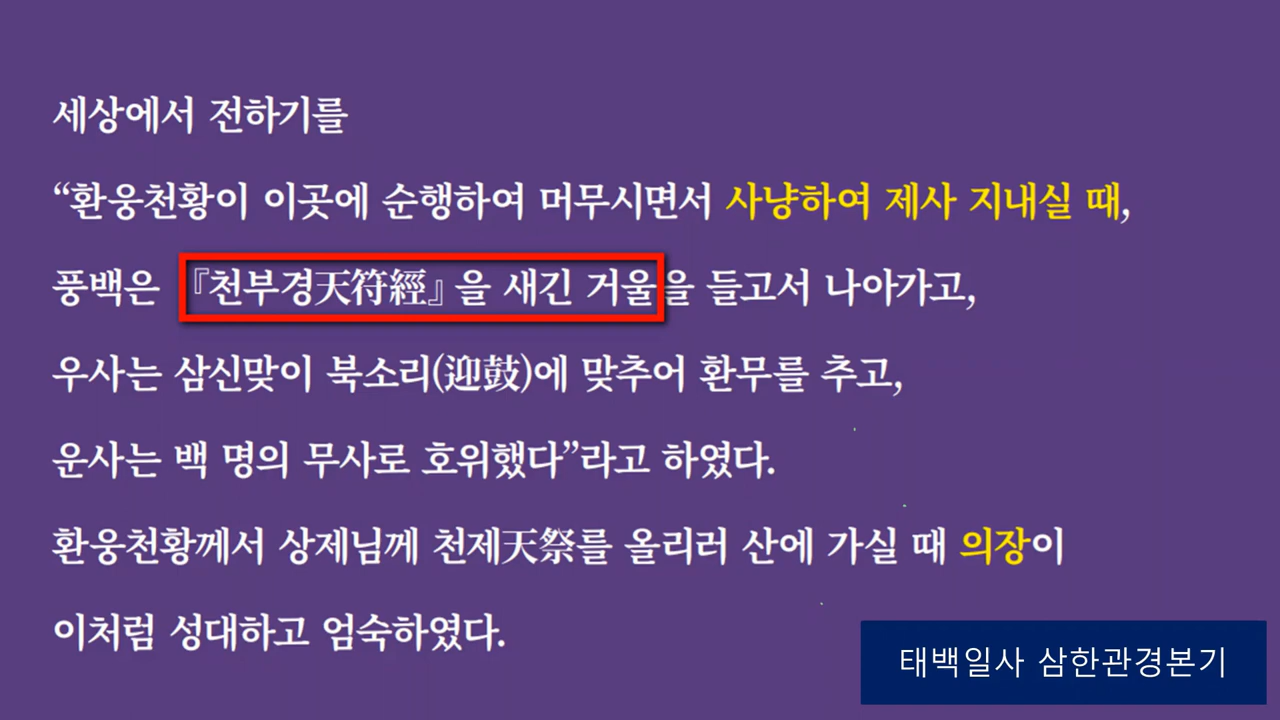 세상에서 전하기를
“환웅천황이 이곳에 순행하여 머무시면서 사냥하여 제사 지내실 때,
풍백은 『천부경天符經』을 새긴 거울을 들고서 나아가고,
우사는 삼신맞이 북소리(迎鼓)에 맞추어 환무를 추고,
운사는 백 명의 무사로 호위했다”라고 하였다.
환웅천황께서 상제님께 천제天祭를 올리러 산에 가실 때 의장이
이처럼 성대하고 엄숙하였다.
태백일사 삼한관경본기